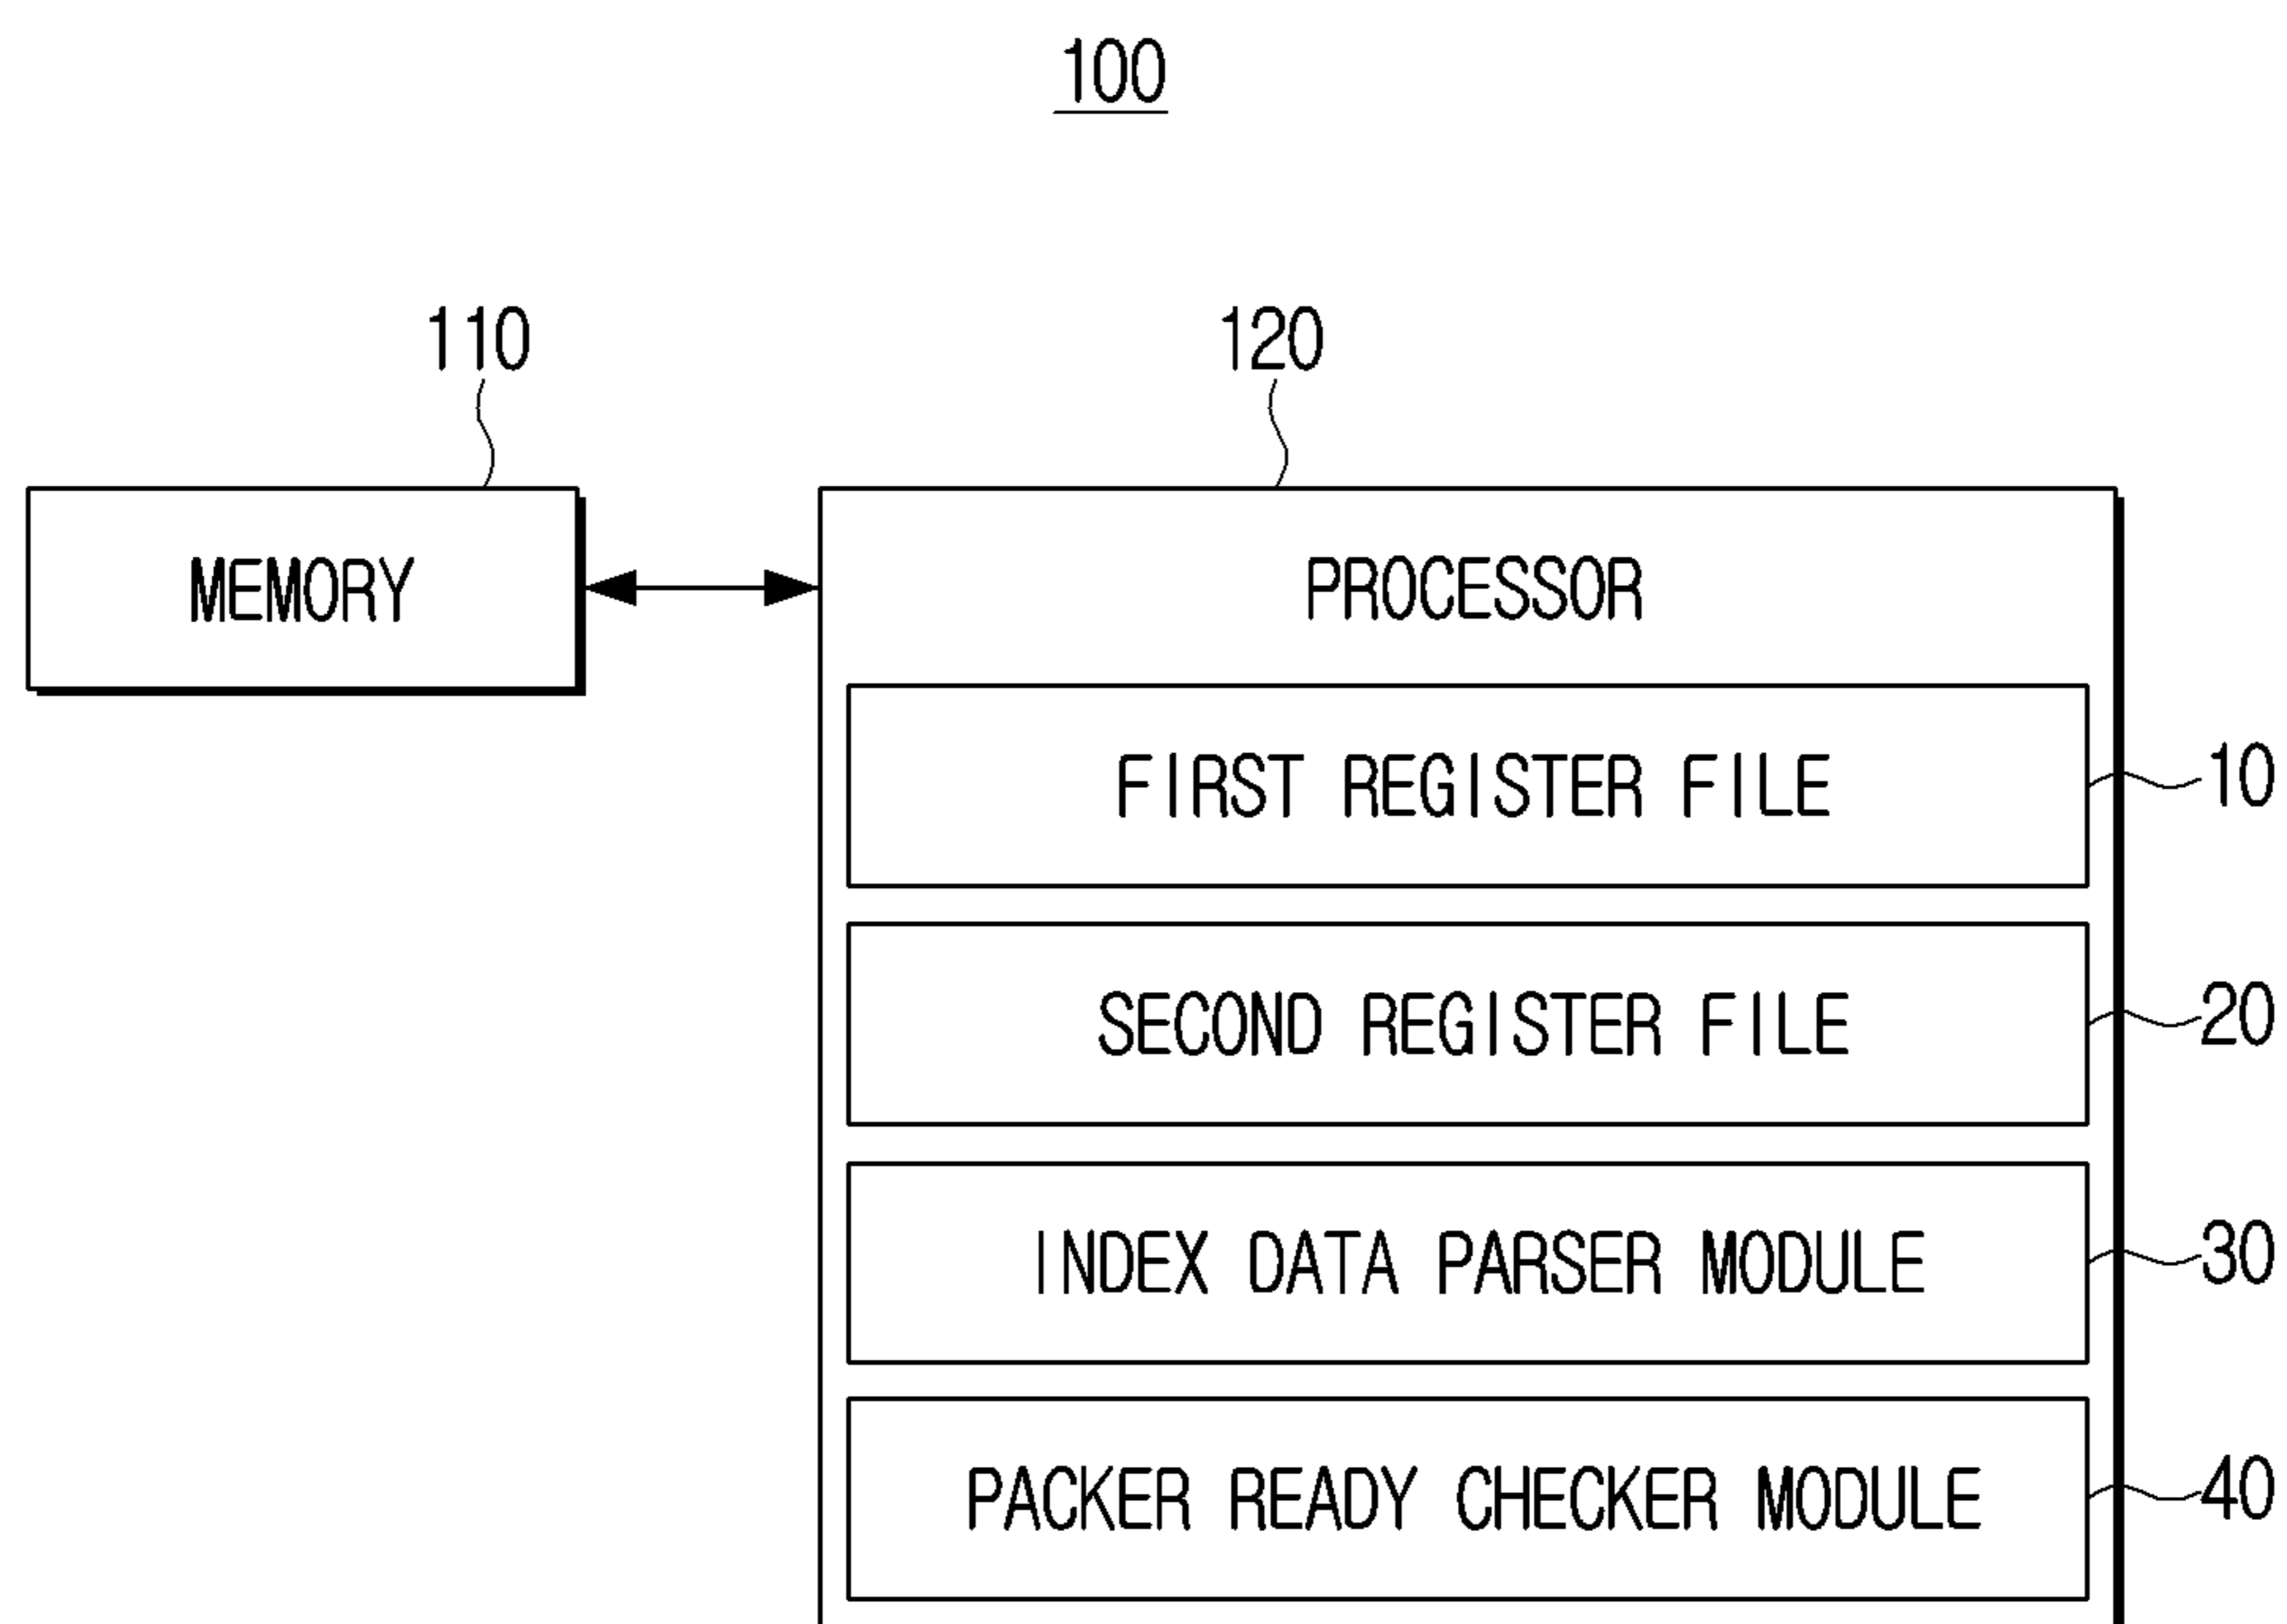 100
110
120
MEMORY
PROCESSOR
FIRST REGISTER FILE
10
SECOND REGISTER FILE
20
INDEX DATA PARSER MODULE
30
PACKER READY CHECKER MODULE
40